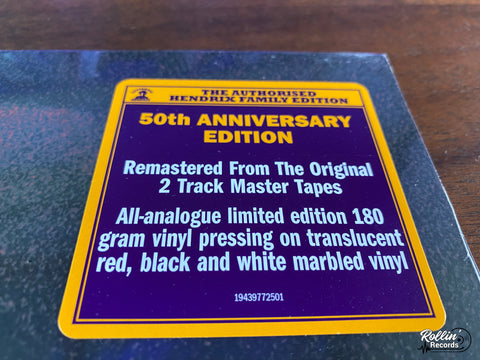 THE AUTHORISED
HENDRIX FAMILY EDITION
50th ANNIVERSARY
EDITION
Remastered From The Original
2 Track Master Tapes
All-analogue limited edition 180
gram vinyl pressing on translucent
red, black and white marbled vinyl
19439772501
Rollin'
Records